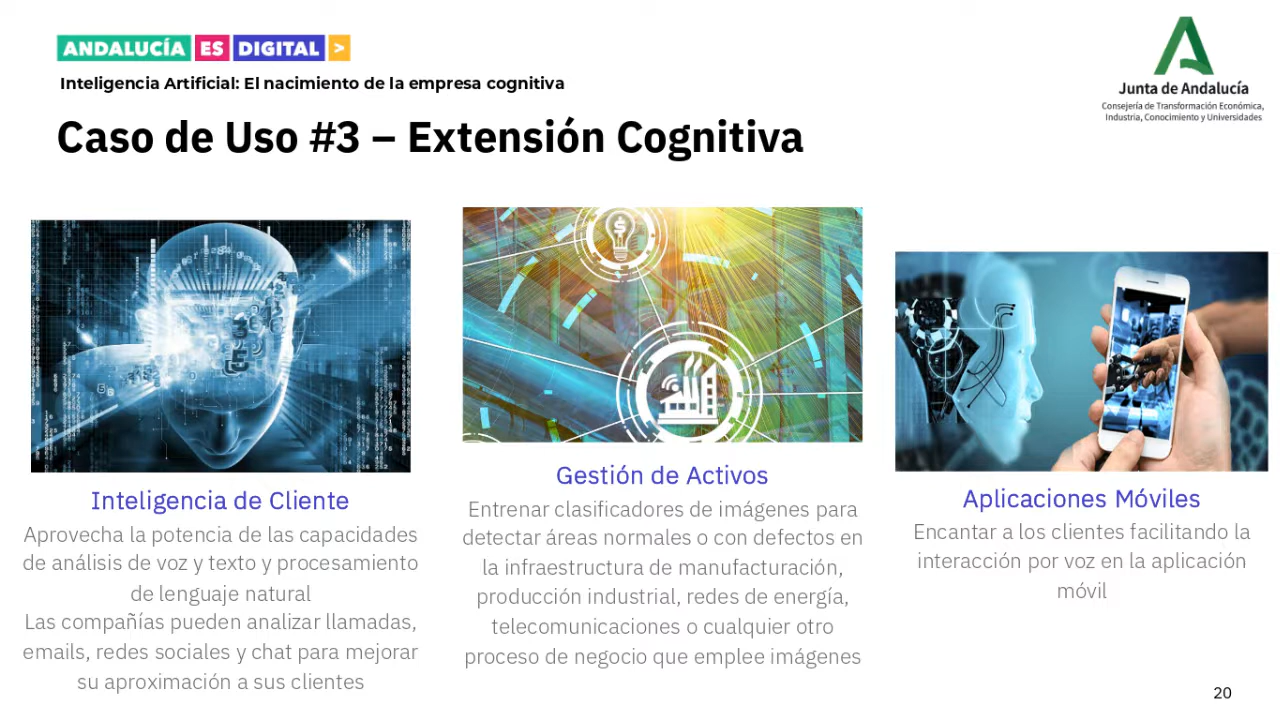 ANDALUCÍA ES DIGITAL >
Inteligencia Artificial: El nacimiento de la empresa cognitiva
Caso de Uso #3 – Extensión Cognitiva
Junta de Andalucía
Consejería de Transformación Económica,
Industria, Conocimiento y Universidades
Inteligencia de Cliente
Aprovecha la potencia de las capacidades
de análisis de voz y texto y procesamiento
de lenguaje natural
Las compañías pueden analizar llamadas,
emails, redes sociales y chat para mejorar
su aproximación a sus clientes
Gestión de Activos
Entrenar clasificadores de imágenes para
detectar áreas normales o con defectos en
la infraestructura de manufacturación,
producción industrial, redes de energía,
telecomunicaciones o cualquier otro
proceso de negocio que emplee imágenes
Aplicaciones Móviles
Encantar a los clientes facilitando la
interacción por voz en la aplicación
móvil
20